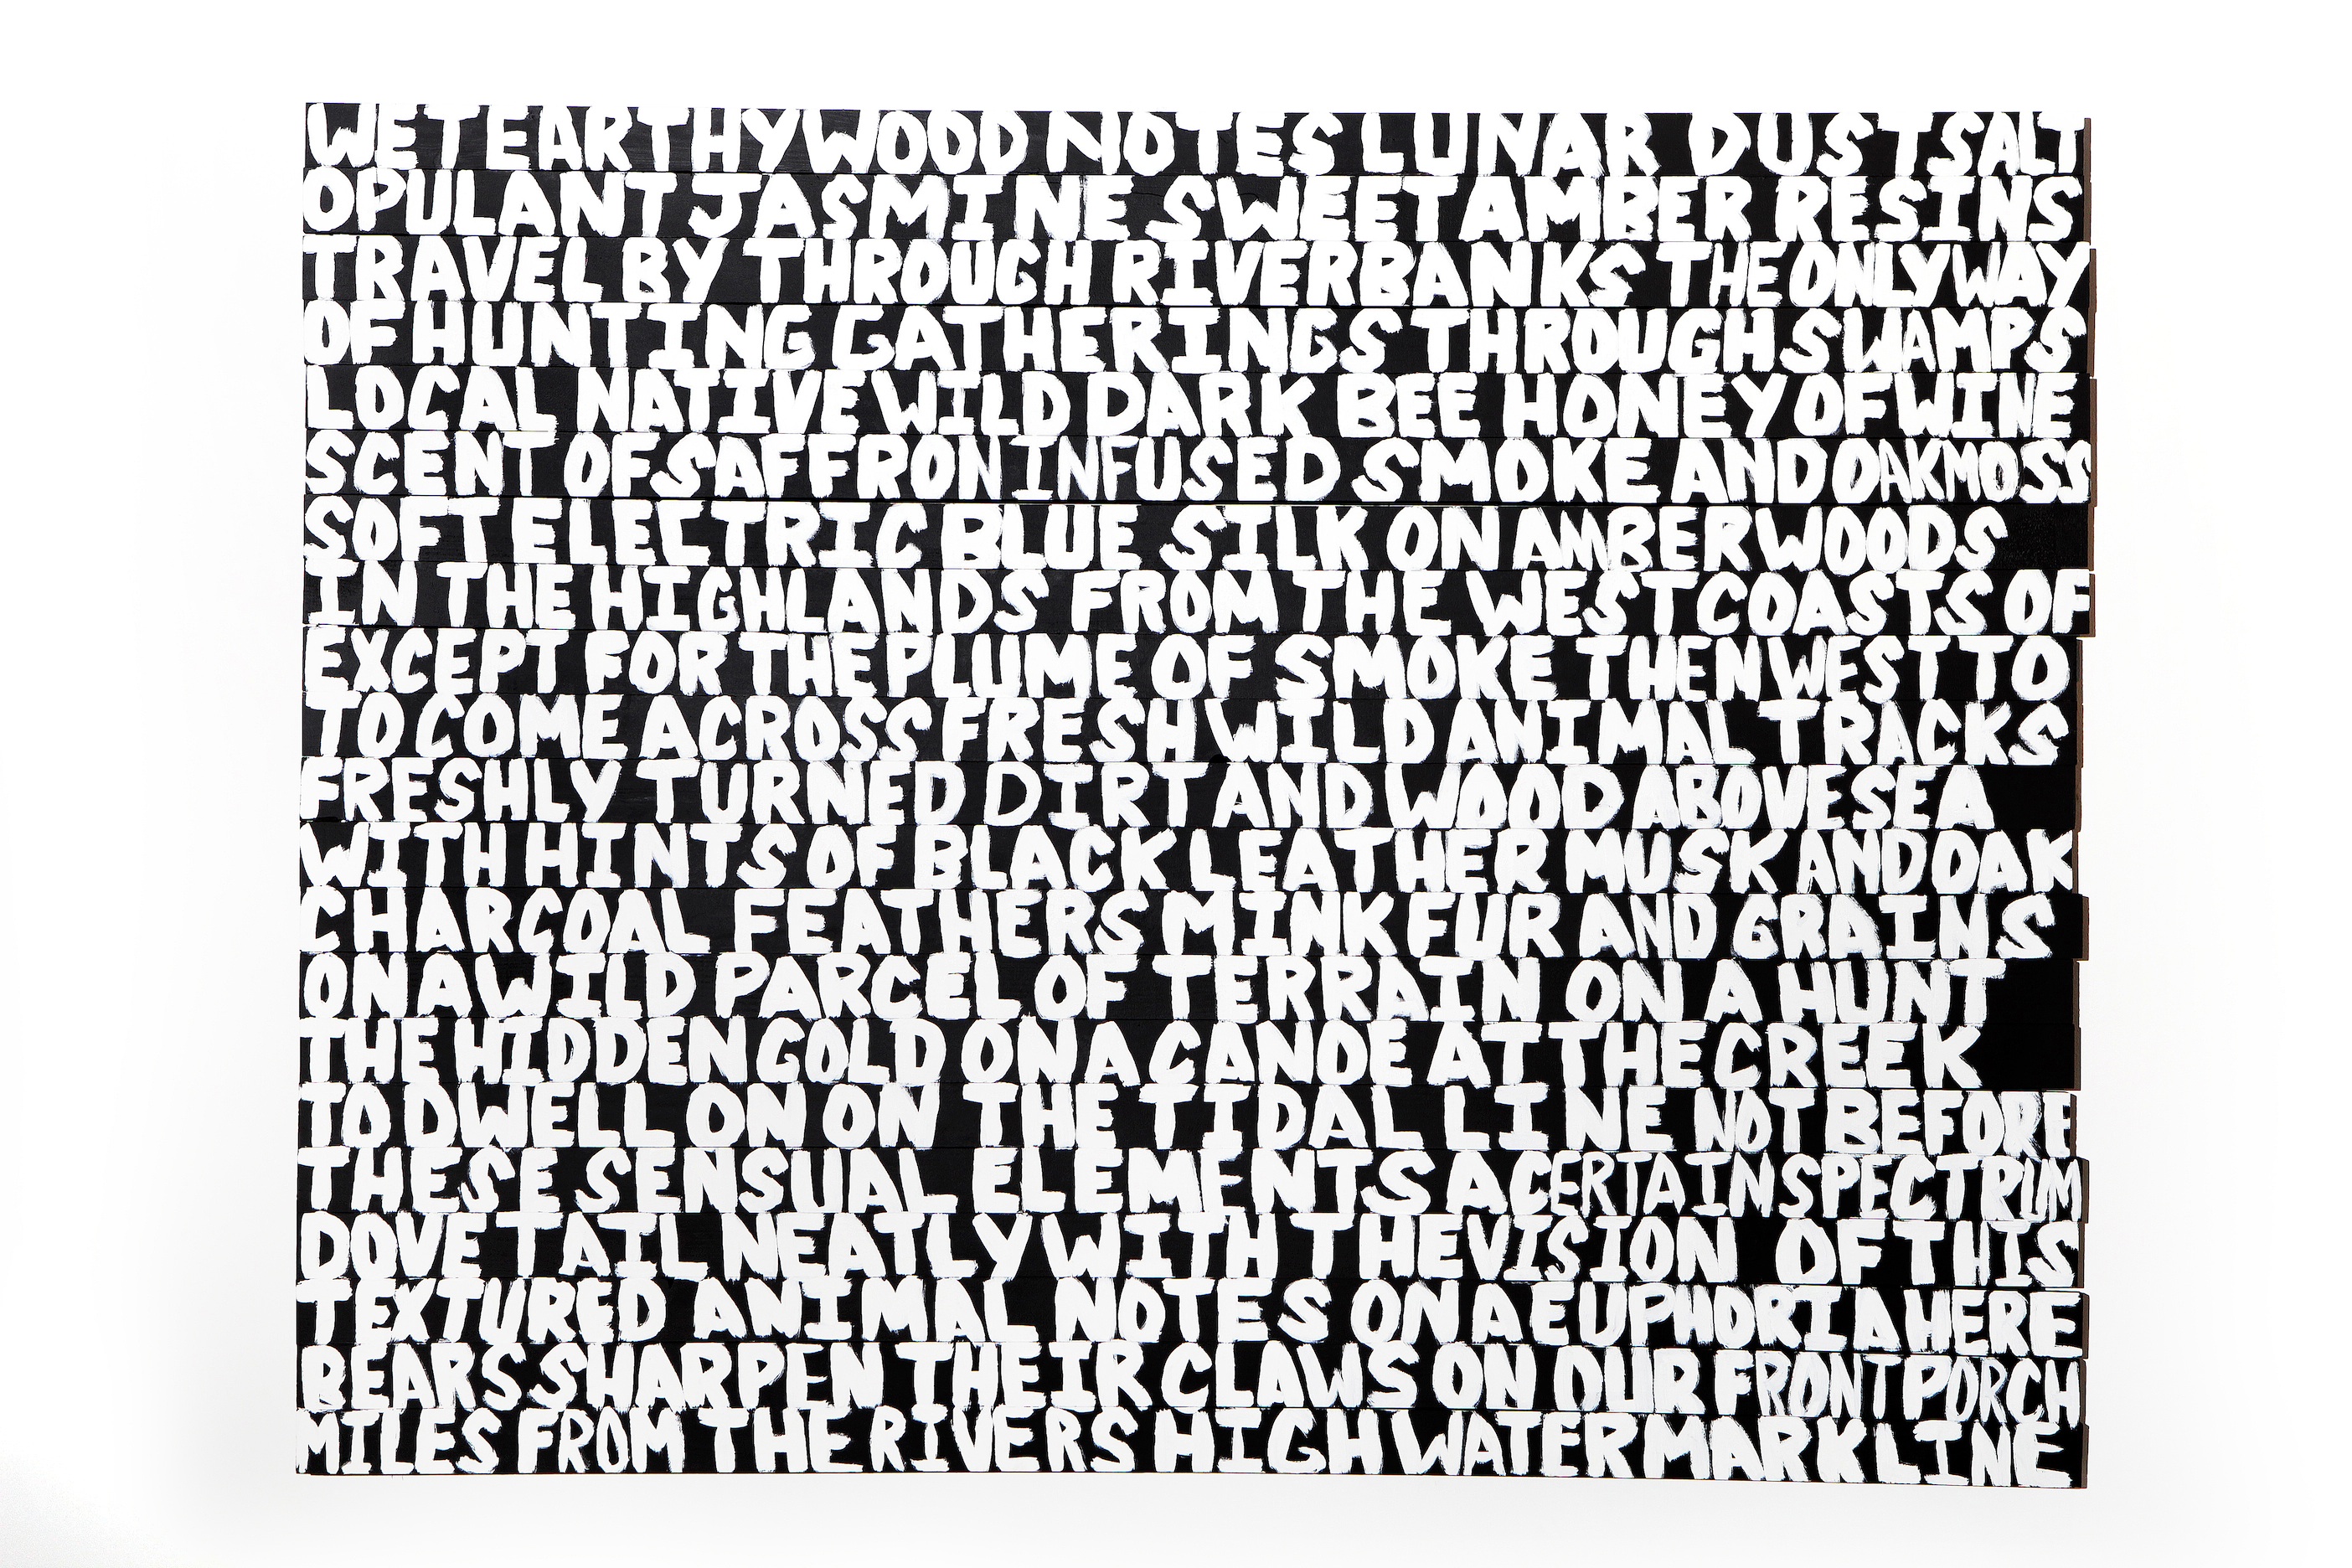 WET EARTHY WOOD NOTES LUNAR DUST SALT
OPULANT JASMINE SWEET AMBER RESINS
TRAVEL BY THROUGH RIVERBANKS THE ONLY WAY
OF HUNTING GATHERINGS THROUGH SWAMPS
LOCAL NATIVE WILD DARK BEE HONEY OF WINE
SCENT OF SAFFRON INFUSED SMOKE AND OAKMOSS
SOFT ELECTRIC BLUE SILK ON AMBERWOODS
IN THE HIGHLANDS FROM THE WEST COASTS OF
EXCEPT FOR THE PLUME OF SMOKE THEN WEST TO
TO COME ACROSS FRESH WILD ANIMAL TRACKS
FRESHLY TURNED DIRT AND WOOD ABOVE SEA
WITH HINTS OF BLACK LEATHER MUSK AND OAK
CHARCOAL FEATHERS MINK FUR AND GRAINS
ON A WILD PARCEL OF TERRAIN ON A HUNT
THE HIDDEN GOLD ON A CANOE AT THE CREEK
TO DWELL ON ON THE TIDAL LINE NOT BEFORE
THESE SENSUAL ELEMENTS A CERTAIN SPECTRUM
DOVETAIL NEATLY WITH THE VISION OF THIS
TEXTURED ANIMAL NOTES ON A EUPHORIA HERE
BEARS SHARPEN THEIR CLAWS ON OUR FRONT PORCH
MILES FROM THE RIVERS HIGH WATERMARK LINE